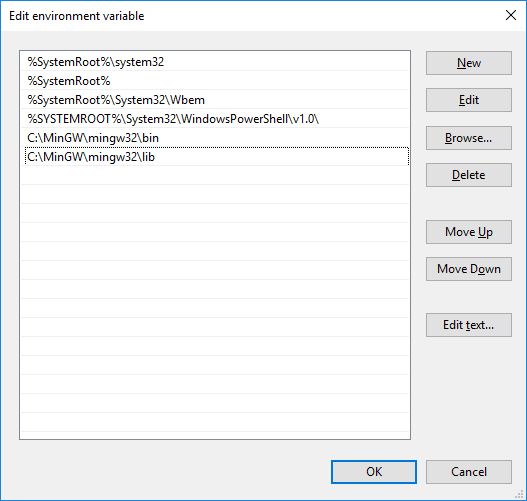 Edit environment variable
%SystemRoot%\system32
%SystemRoot%
%SystemRoot%\System32\Wbem
%SYSTEMROOT%\System32\WindowsPowerShell\v1.0\
C:\MinGW\mingw32\bin
C:\MinGW\mingw32\lib
New
Edit
Browse...
Delete
Move Up
Move Down
Edit text...
OK
Cancel